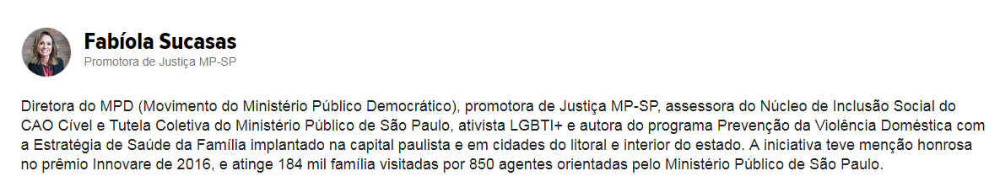 Fabíola Sucasas
Promotora de Justiça MP-SP
Diretora do MPD (Movimento do Ministério Público Democrático), promotora de Justiça MP-SP, assessora do Núcleo de Inclusão Social do
CAO Cível e Tutela Coletiva do Ministério Público de São Paulo, ativista LGBTI+ e autora do programa Prevenção da Violência Doméstica com
a Estratégia de Saúde da Família implantado na capital paulista e em cidades do litoral e interior do estado. A iniciativa teve menção honrosa
no prêmio Innovare de 2016, e atinge 184 mil família visitadas por 850 agentes orientadas pelo Ministério Público de São Paulo.